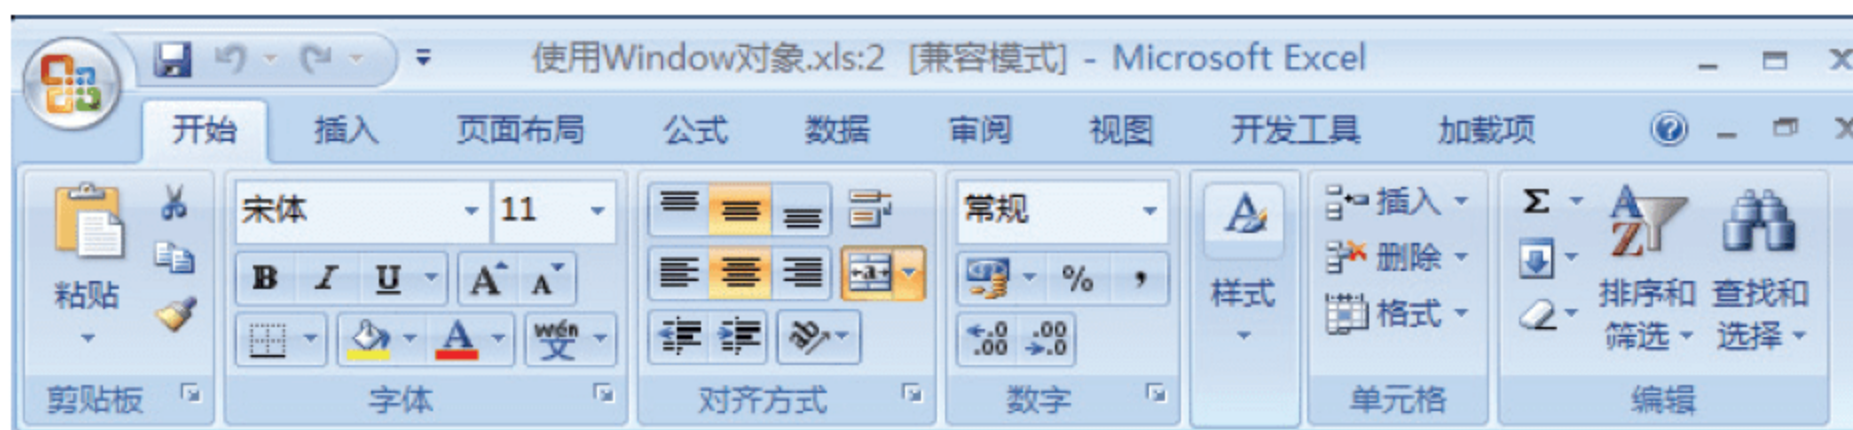 使用Window对象.xls:2 [兼容模式] - Microsoft Excel
开始 插入 页面布局 公式 数据 审阅 视图 开发工具 加载项
宋体 11 常规 插入 Σ
粘贴 B I U A A % , 样式 删除 排序和筛选 查找和选择
A wén 文 .0 .00 .00 .0 格式
剪贴板 字体 对齐方式 数字 单元格 编辑